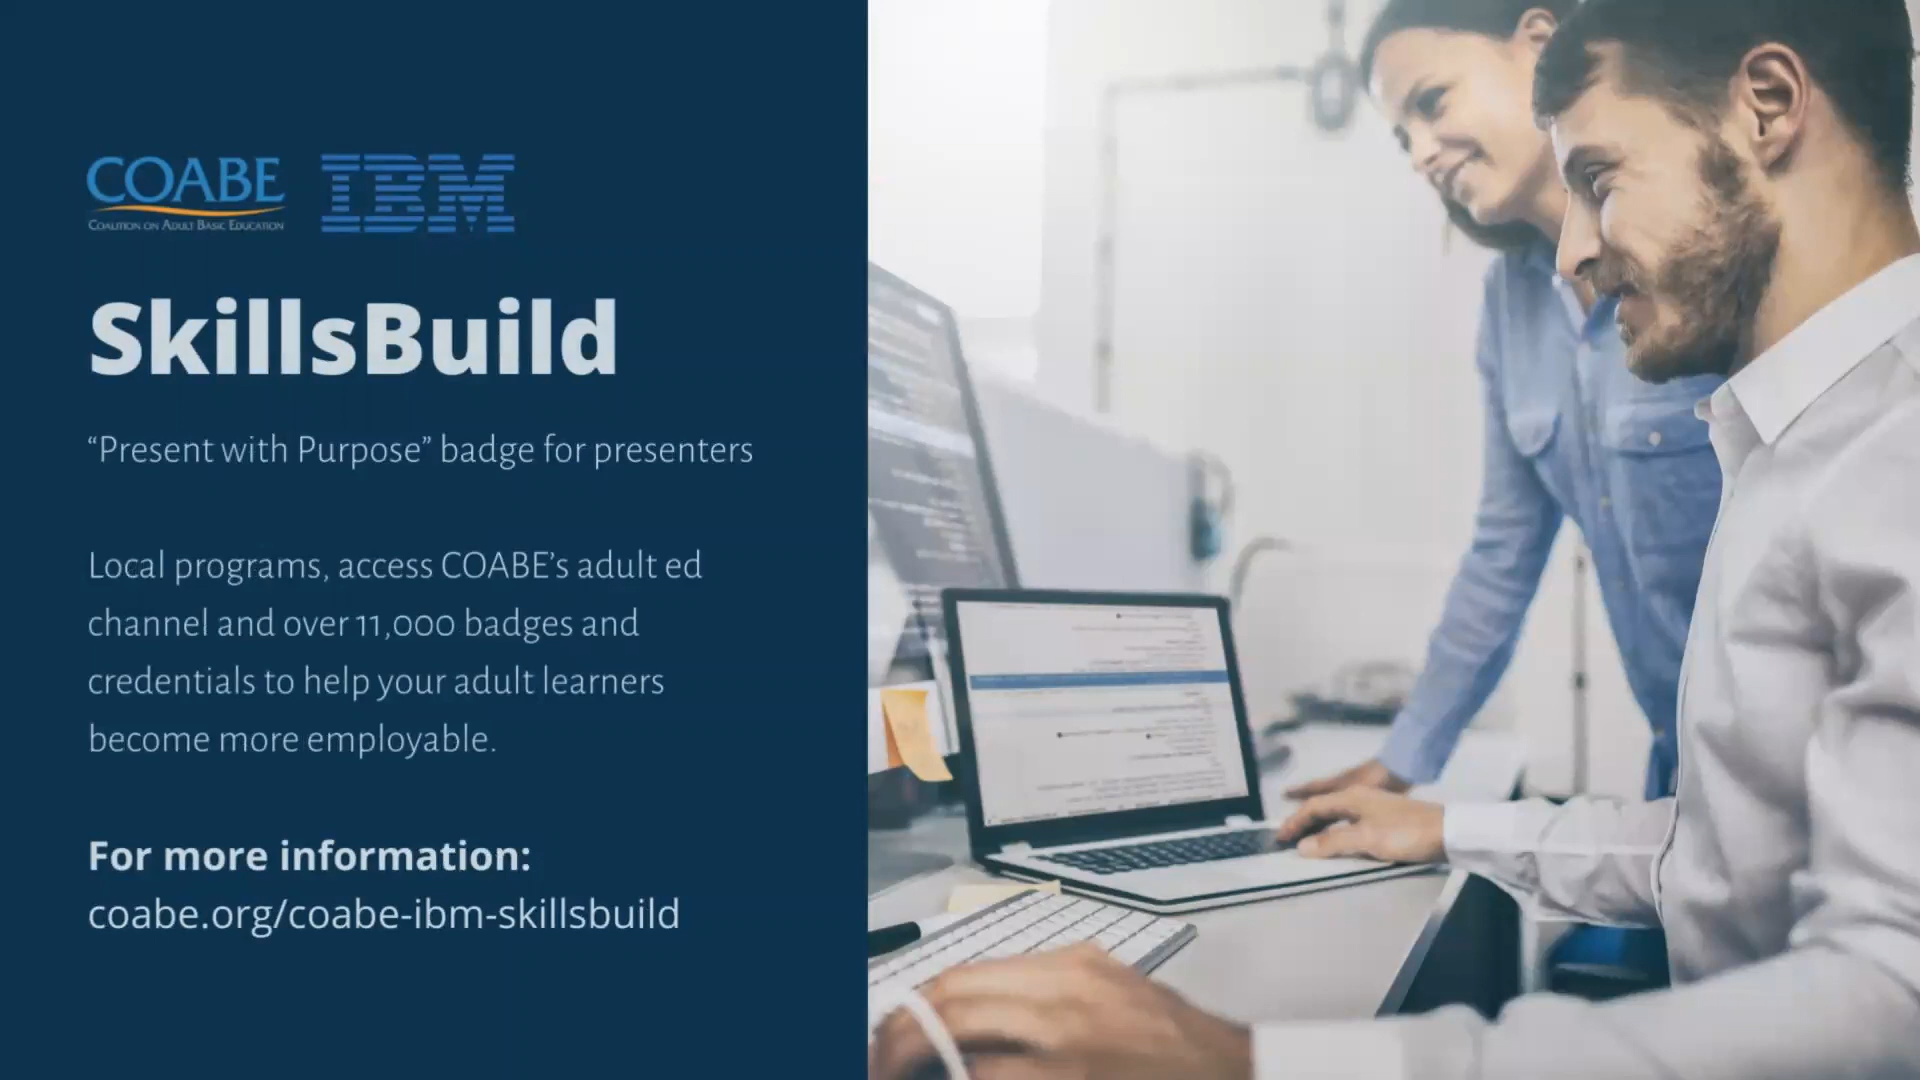 COABE
COALITION ON ADULT BASIC EDUCATION
IBM
SkillsBuild
“Present with Purpose” badge for presenters
Local programs, access COABE’s adult ed
channel and over 11,000 badges and
credentials to help your adult learners
become more employable.
For more information:
coabe.org/coabe-ibm-skillsbuild